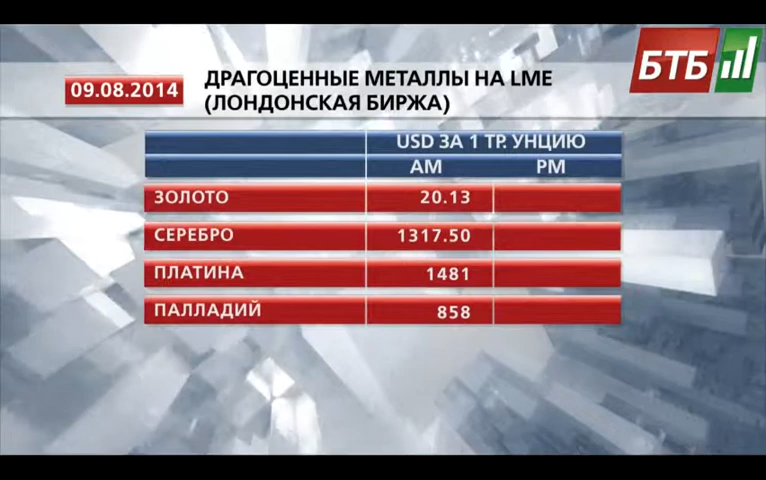 БТБ
09.08.2014
ДРАГОЦЕННЫЕ МЕТАЛЛЫ НА LME
(ЛОНДОНСКАЯ БИРЖА)
USD ЗА 1 ТР. УНЦИЮ
AM PM
ЗОЛОТО 20.13
СЕРЕБРО 1317.50
ПЛАТИНА 1481
ПАЛЛАДИЙ 858